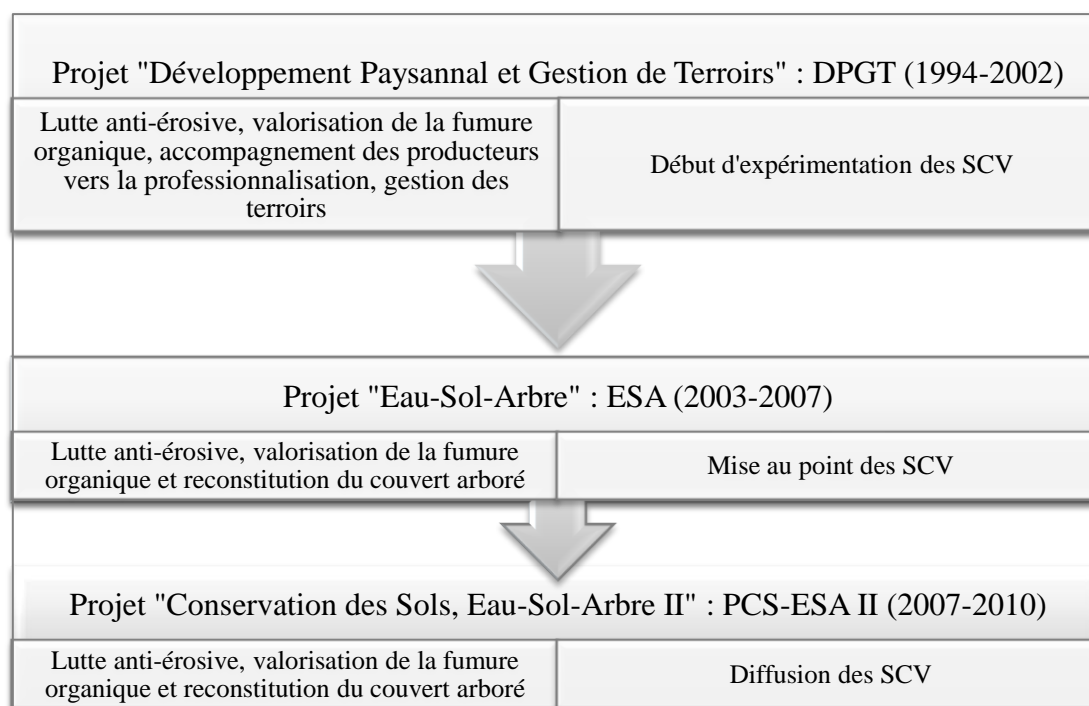 Projet "Développement Paysannal et Gestion de Terroirs" : DPGT (1994-2002)
Lutte anti-érosive, valorisation de la fumure
organique, accompagnement des producteurs
vers la professionnalisation, gestion des
terroirs
Début d'expérimentation des SCV
Projet "Eau-Sol-Arbre" : ESA (2003-2007)
Lutte anti-érosive, valorisation de la fumure
organique et reconstitution du couvert arboré
Mise au point des SCV
Projet "Conservation des Sols, Eau-Sol-Arbre II" : PCS-ESA II (2007-2010)
Lutte anti-érosive, valorisation de la fumure
organique et reconstitution du couvert arboré
Diffusion des SCV